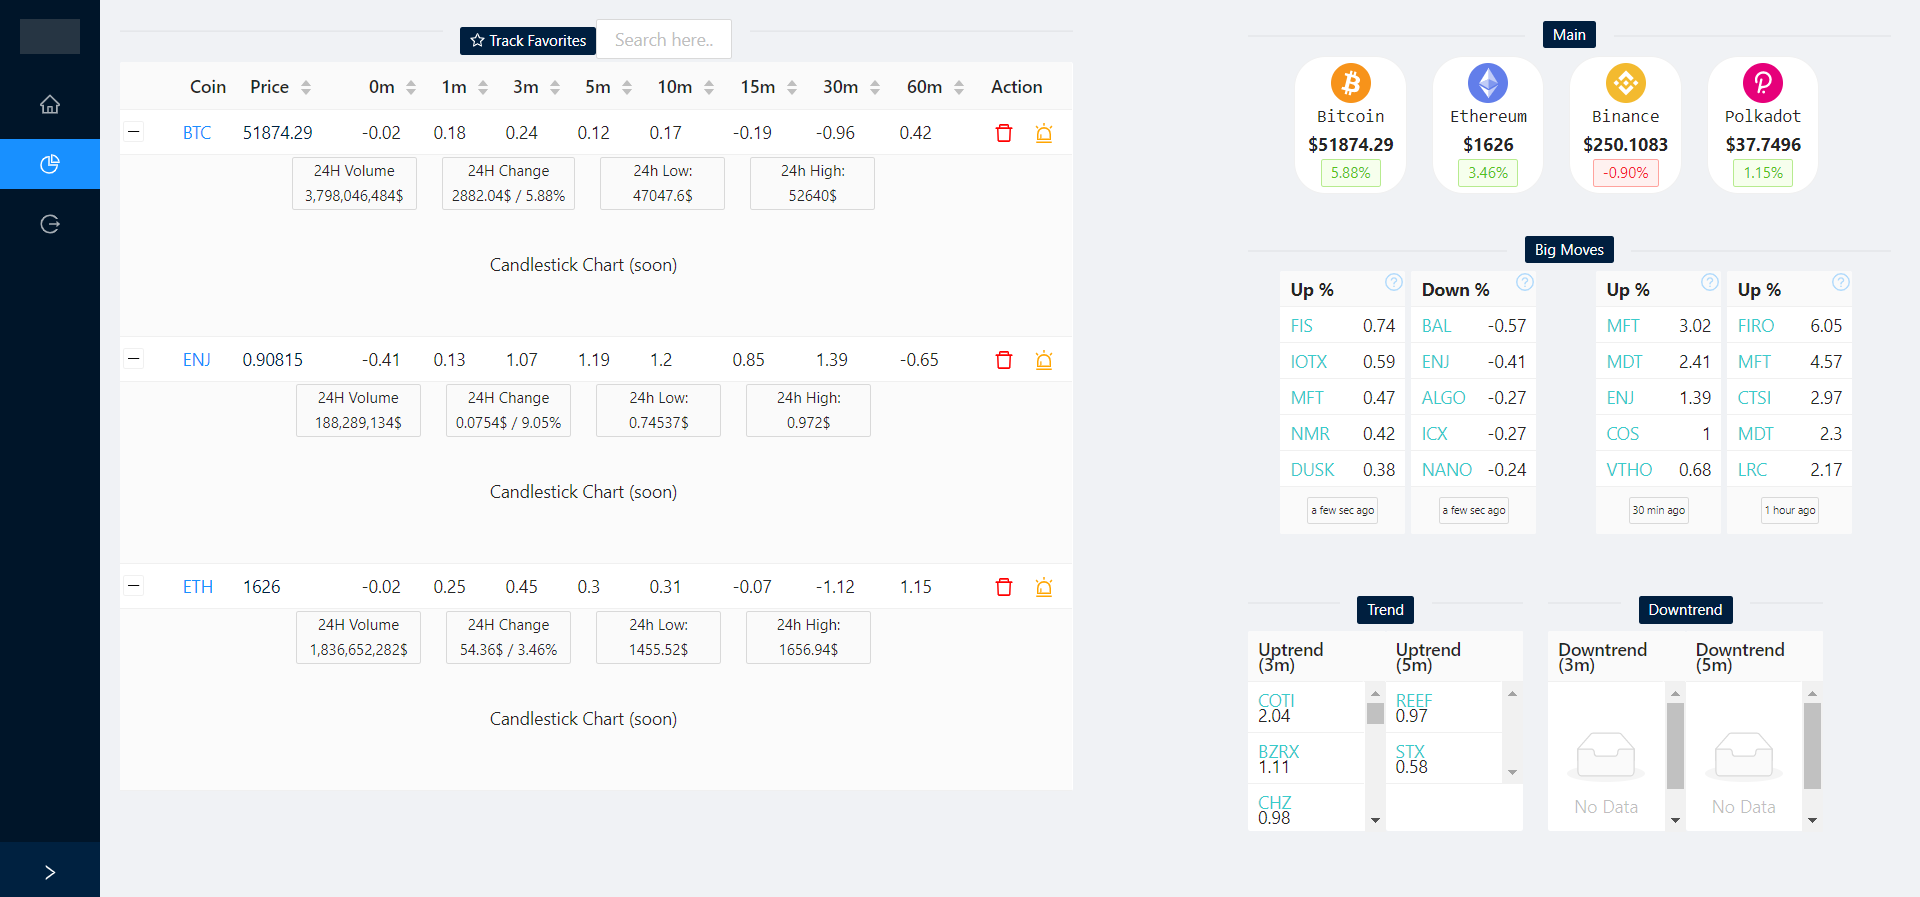 Track Favorites
Search here..
Coin Price 0m 1m 3m 5m 10m 15m 30m 60m Action
BTC 51874.29 -0.02 0.18 0.24 0.12 0.17 -0.19 -0.96 0.42
24H Volume 24H Change 24h Low: 24h High:
3,798,046,484$ 2882.04$ / 5.88% 47047.6$ 52640$
Candlestick Chart (soon)
ENJ 0.90815 -0.41 0.13 1.07 1.19 1.2 0.85 1.39 -0.65
24H Volume 24H Change 24h Low: 24h High:
188,289,134$ 0.0754$ / 9.05% 0.74537$ 0.972$
Candlestick Chart (soon)
ETH 1626 -0.02 0.25 0.45 0.3 0.31 -0.07 -1.12 1.15
24H Volume 24H Change 24h Low: 24h High:
1,836,652,282$ 54.36$ / 3.46% 1455.52$ 1656.94$
Candlestick Chart (soon)
Main
Bitcoin Ethereum Binance Polkadot
$51874.29 $1626 $250.1083 $37.7496
5.88% 3.46% -0.90% 1.15%
Big Moves
Up % Down % Up % Up %
FIS 0.74 BAL -0.57 MFT 3.02 FIRO 6.05
IOTX 0.59 ENJ -0.41 MDT 2.41 MFT 4.57
MFT 0.47 ALGO -0.27 ENJ 1.39 CTSI 2.97
NMR 0.42 ICX -0.27 COS 1 MDT 2.3
DUSK 0.38 NANO -0.24 VTHO 0.68 LRC 2.17
a few sec ago a few sec ago 30 min ago 1 hour ago
Trend Downtrend
Uptrend Uptrend Downtrend Downtrend
(3m) (5m) (3m) (5m)
COTI REEF
2.04 0.97
BZRX STX
1.11 0.58
No Data No Data
CHZ
0.98